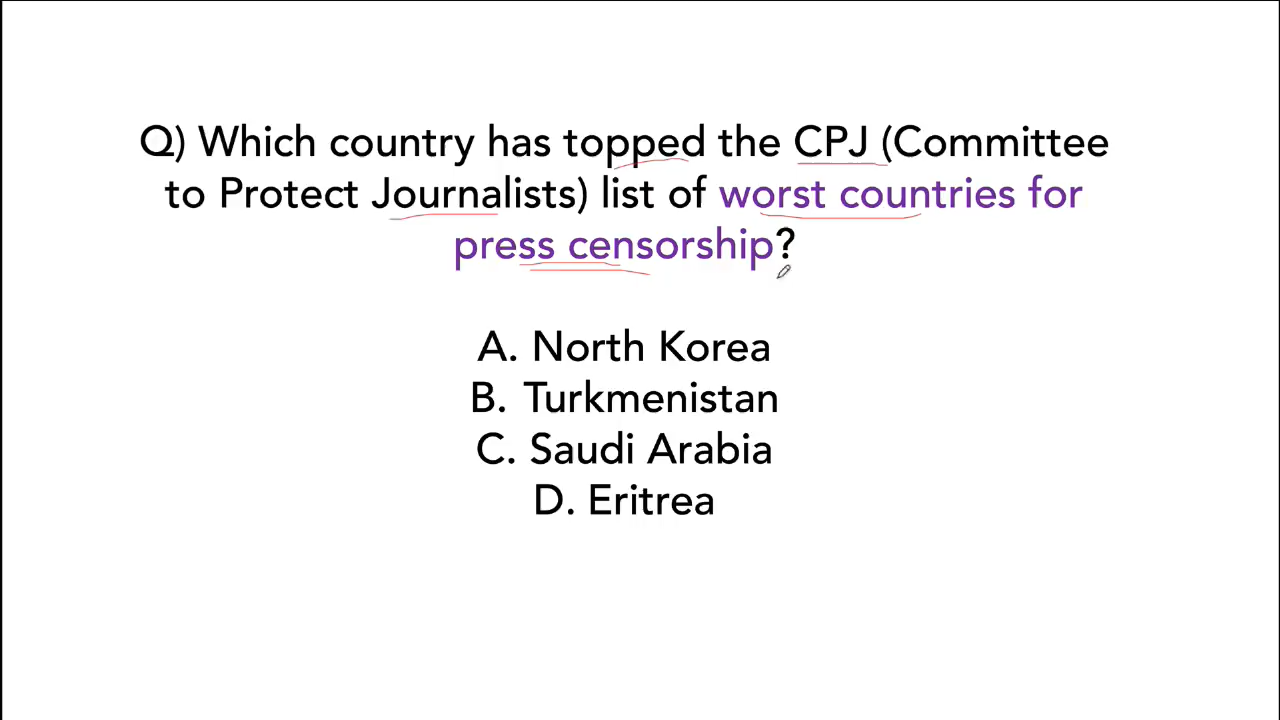 Q) Which country has topped the CPJ (Committee
to Protect Journalists) list of worst countries for
press censorship?
A. North Korea
B. Turkmenistan
C. Saudi Arabia
D. Eritrea